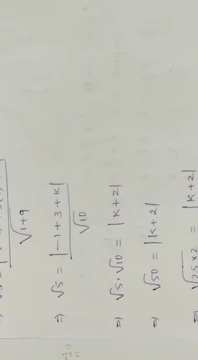 √1+9
⇒ √5 = |-1+3+k| / √10
⇒ √5 . √10 = |k+2|
⇒ √50 = |k+2|
⇒ √25×2 = |k+2|